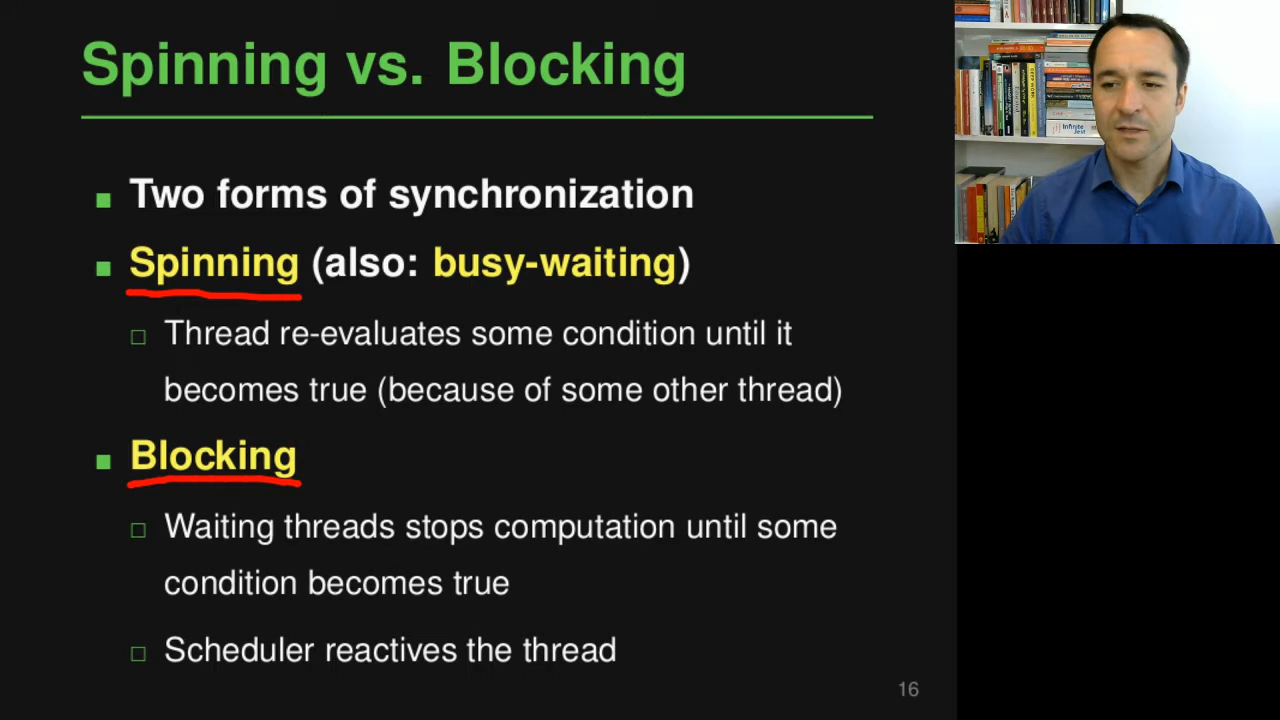 Spinning vs. Blocking
Two forms of synchronization
Spinning (also: busy-waiting)
Thread re-evaluates some condition until it
becomes true (because of some other thread)
Blocking
Waiting threads stops computation until some
condition becomes true
Scheduler reactives the thread
16
Infinite
Jest